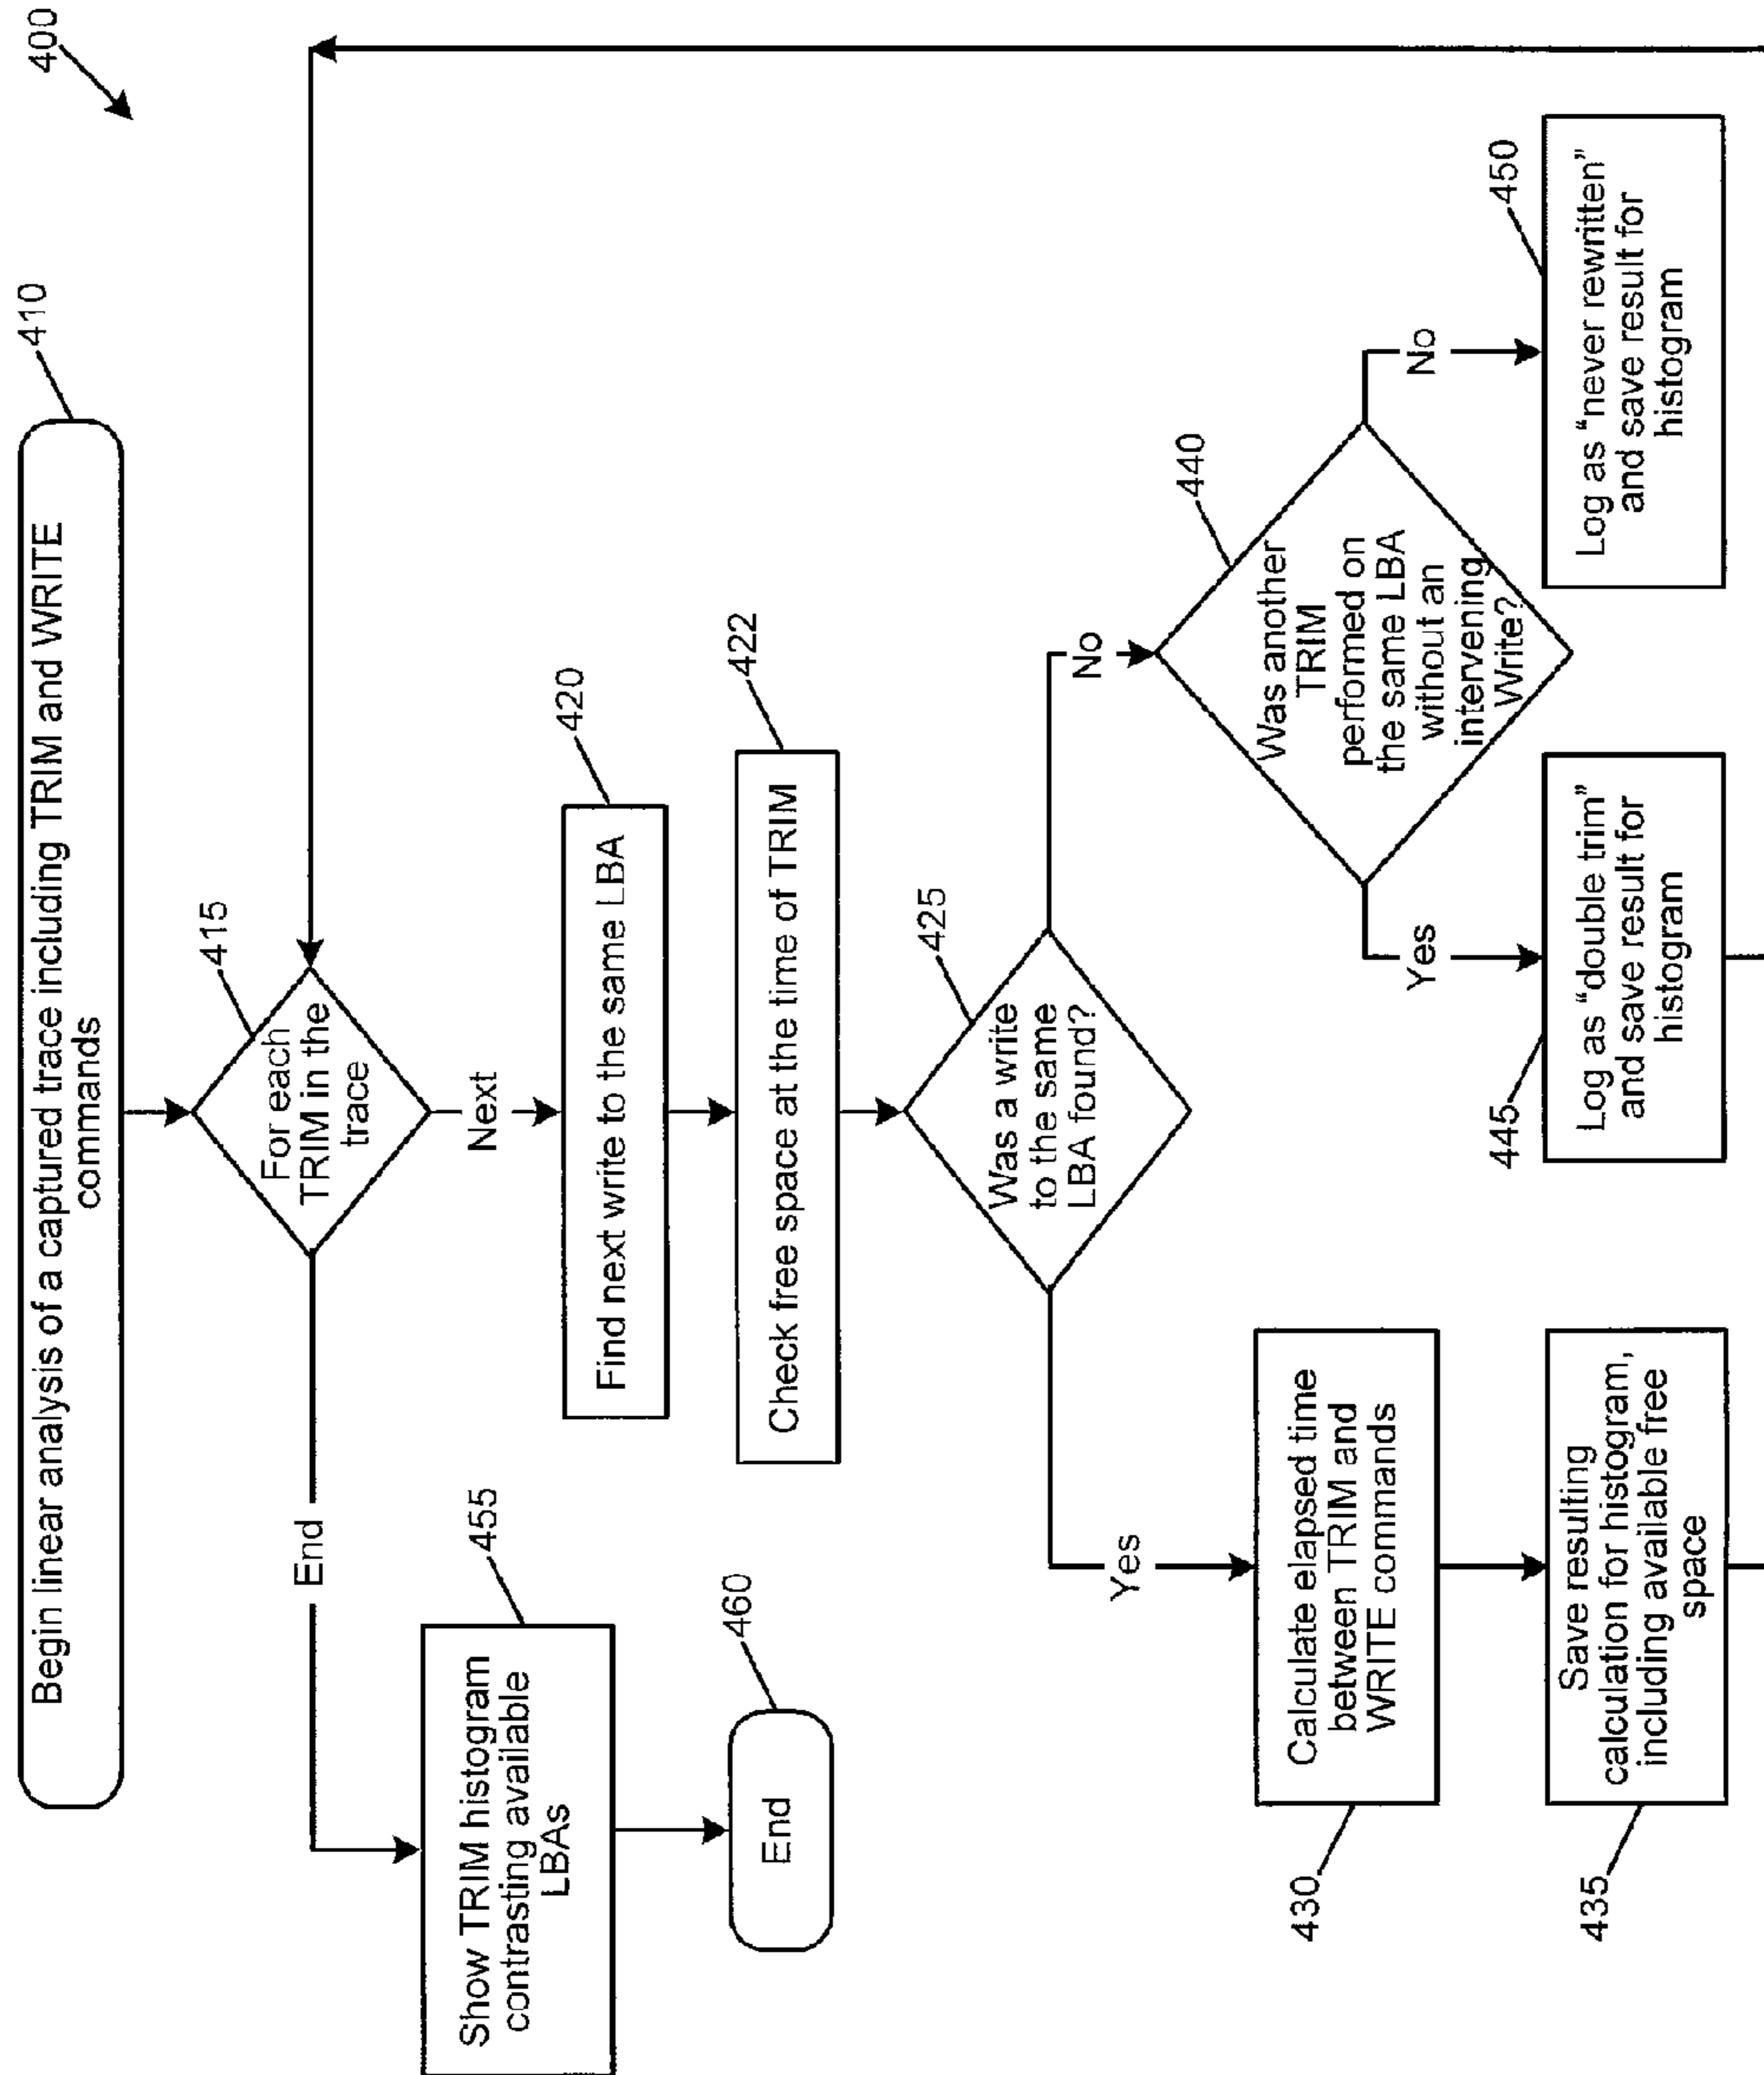 400
410
Begin linear analysis of a captured trace including TRIM and WRITE
commands
415
For each
TRIM in the
trace
End
Next
455
Show TRIM histogram
contrasting available
LBAs
460
End
420
Find next write to the same LBA
422
Check free space at the time of TRIM
425
Was a write
to the same
LBA found?
Yes
No
430
Calculate elapsed time
between TRIM and
WRITE commands
435
Save resulting
calculation for histogram,
including available free
space
440
Was another
TRIM
performed on
the same LBA
without an
intervening
Write?
Yes
No
445
Log as “double trim”
and save result for
histogram
450
Log as “never rewritten”
and save result for
histogram